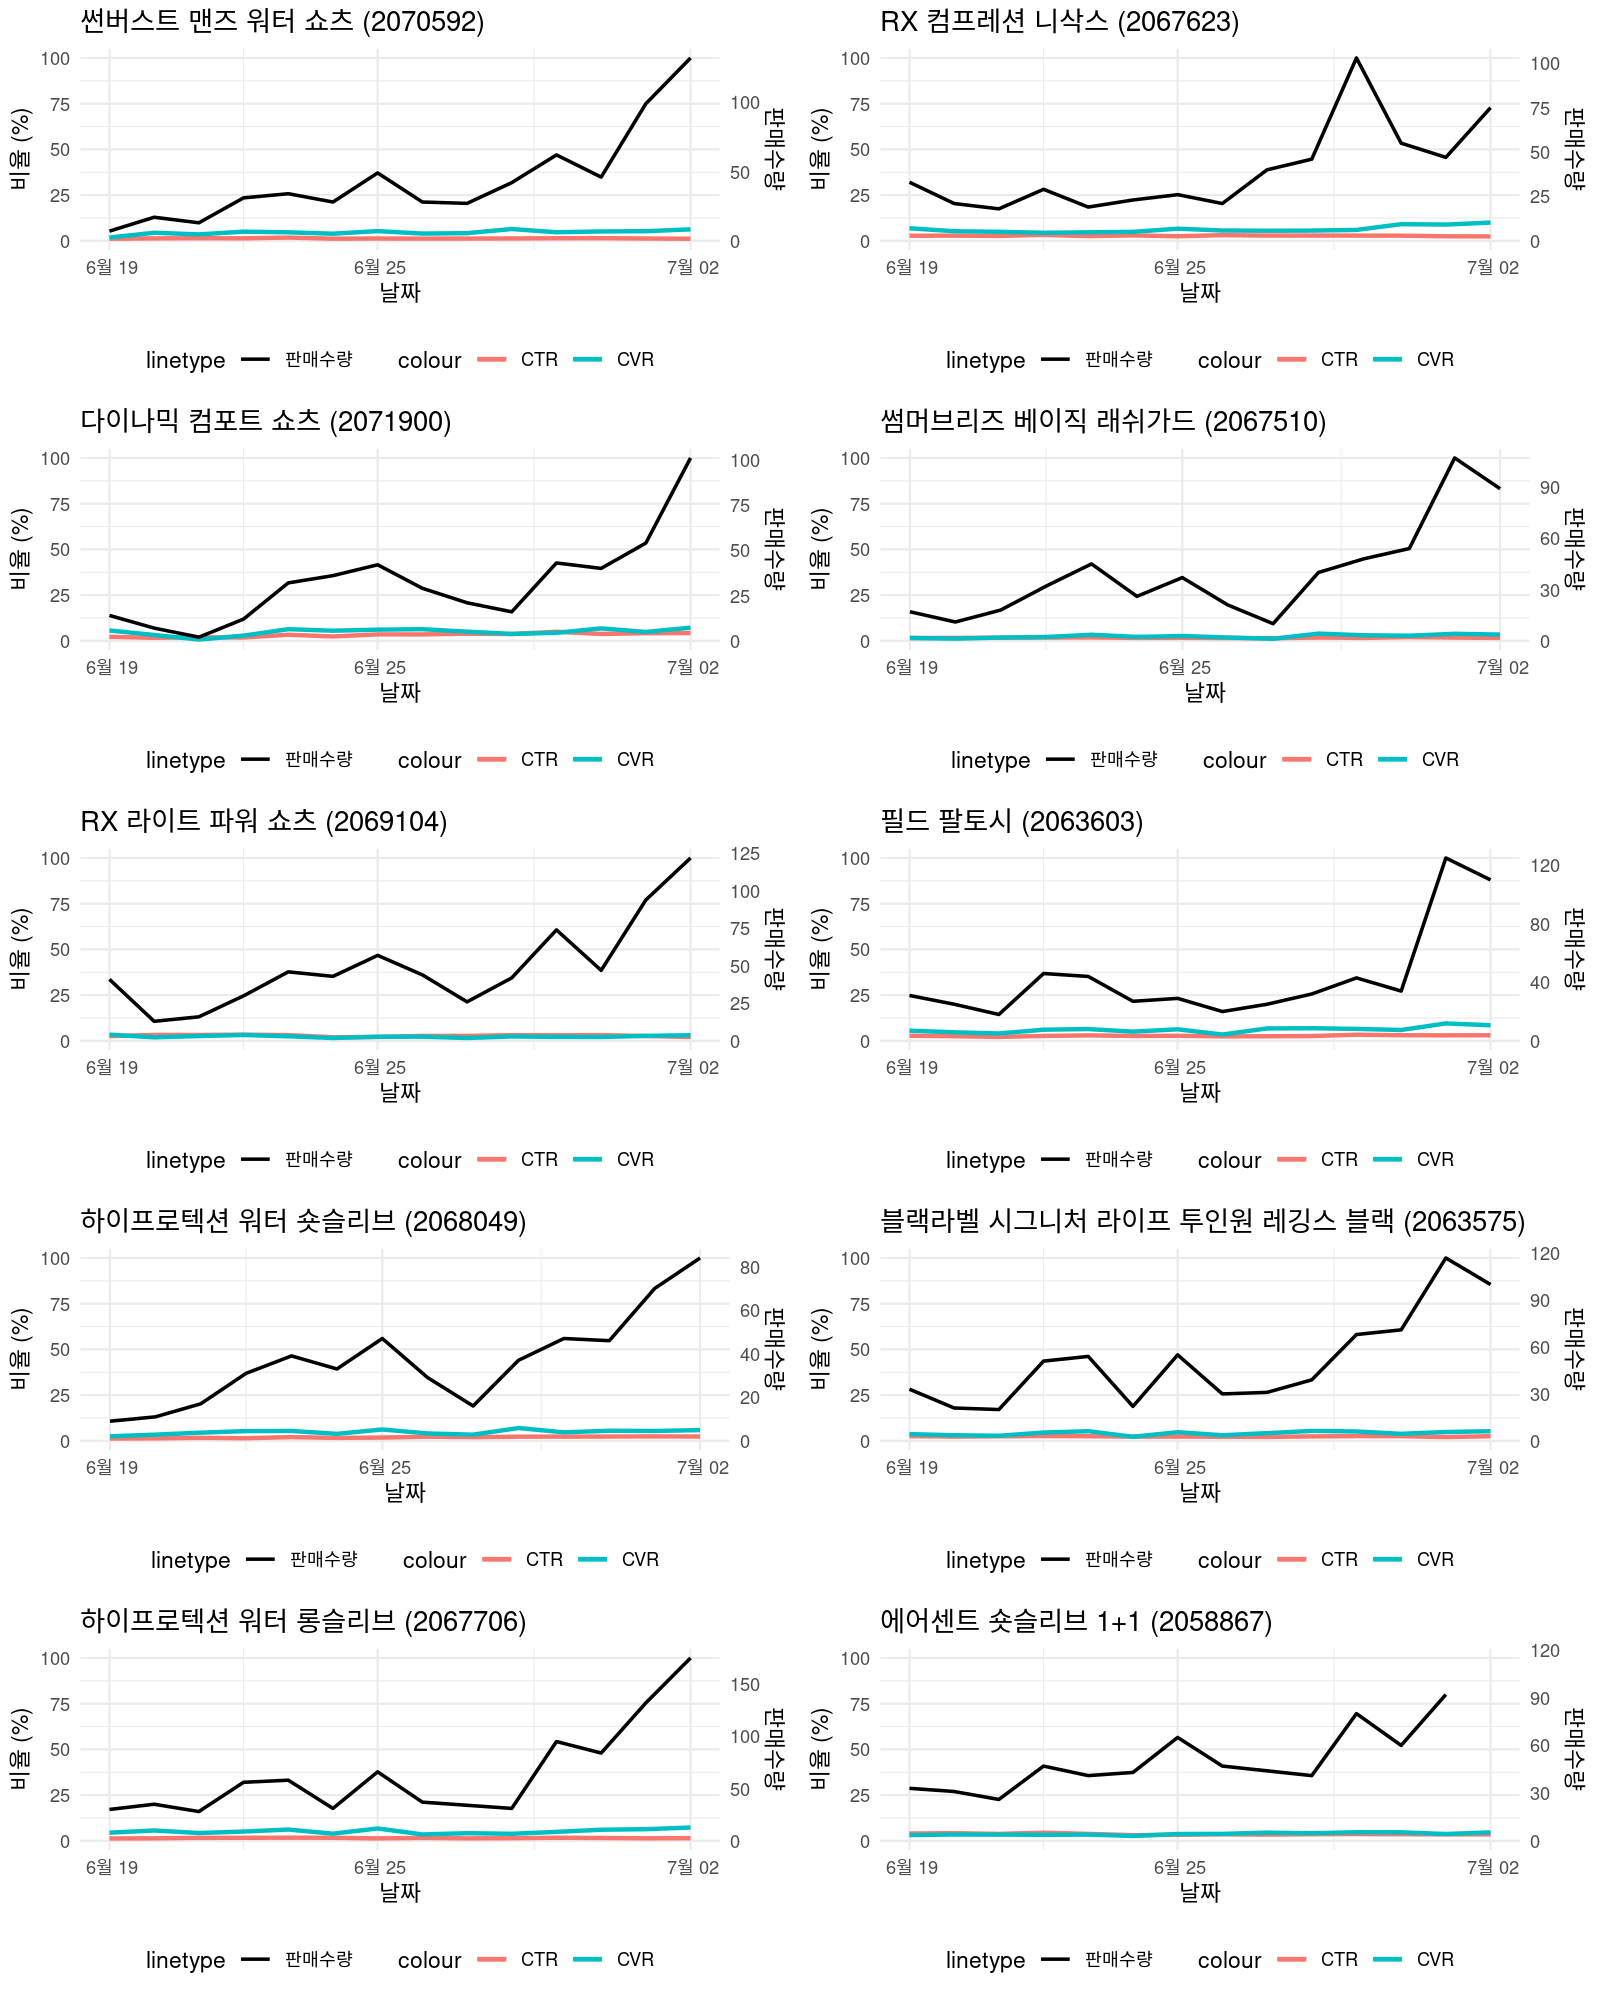 썬버스트 맨즈 워터 쇼츠 (2070592)
100
75
50
25
0
비율 (%)
100
50
0
판매수량
6월 19
6월 25
7월 02
날짜
linetype 판매수량 colour CTR CVR
RX 컴프레션 니삭스 (2067623)
100
75
50
25
0
비율 (%)
100
75
50
25
0
판매수량
6월 19
6월 25
7월 02
날짜
linetype 판매수량 colour CTR CVR
다이나믹 컴포트 쇼츠 (2071900)
100
75
50
25
0
비율 (%)
100
75
50
25
0
판매수량
6월 19
6월 25
7월 02
날짜
linetype 판매수량 colour CTR CVR
썸머브리즈 베이직 래쉬가드 (2067510)
100
75
50
25
0
비율 (%)
90
60
30
0
판매수량
6월 19
6월 25
7월 02
날짜
linetype 판매수량 colour CTR CVR
RX 라이트 파워 쇼츠 (2069104)
100
75
50
25
0
비율 (%)
125
100
75
50
25
0
판매수량
6월 19
6월 25
7월 02
날짜
linetype 판매수량 colour CTR CVR
필드 팔토시 (2063603)
100
75
50
25
0
비율 (%)
120
80
40
0
판매수량
6월 19
6월 25
7월 02
날짜
linetype 판매수량 colour CTR CVR
하이프로텍션 워터 숏슬리브 (2068049)
100
75
50
25
0
비율 (%)
80
60
40
20
0
판매수량
6월 19
6월 25
7월 02
날짜
linetype 판매수량 colour CTR CVR
블랙라벨 시그니처 라이프 투인원 레깅스 블랙 (2063575)
100
75
50
25
0
비율 (%)
120
90
60
30
0
판매수량
6월 19
6월 25
7월 02
날짜
linetype 판매수량 colour CTR CVR
하이프로텍션 워터 롱슬리브 (2067706)
100
75
50
25
0
비율 (%)
150
100
50
0
판매수량
6월 19
6월 25
7월 02
날짜
linetype 판매수량 colour CTR CVR
에어센트 숏슬리브 1+1 (2058867)
100
75
50
25
0
비율 (%)
120
90
60
30
0
판매수량
6월 19
6월 25
7월 02
날짜
linetype 판매수량 colour CTR CVR